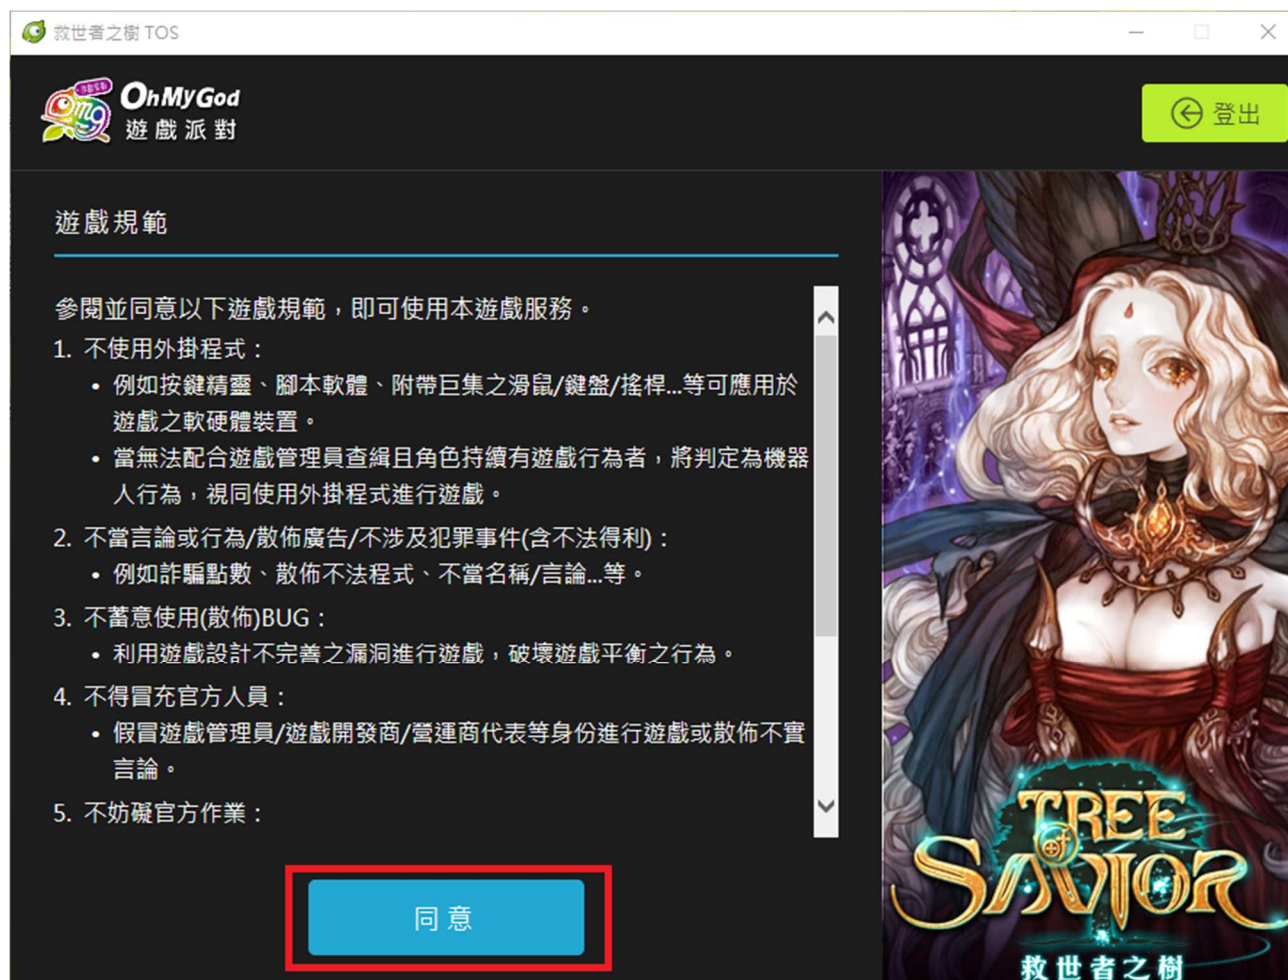 救世者之樹 TOS
OhMyGod
遊戲派對
登出
遊戲規範
參閱並同意以下遊戲規範，即可使用本遊戲服務。
1. 不使用外掛程式：
• 例如按鍵精靈、腳本軟體、附帶巨集之滑鼠/鍵盤/搖桿...等可應用於
遊戲之軟硬體裝置。
• 當無法配合遊戲管理員查緝且角色持續有遊戲行為者，將判定為機器
人行為，視同使用外掛程式進行遊戲。
2. 不當言論或行為/散佈廣告/不涉及犯罪事件(含不法得利)：
• 例如詐騙點數、散佈不法程式、不當名稱/言論...等。
3. 不蓄意使用(散佈)BUG：
• 利用遊戲設計不完善之漏洞進行遊戲，破壞遊戲平衡之行為。
4. 不得冒充官方人員：
• 假冒遊戲管理員/遊戲開發商/營運商代表等身份進行遊戲或散佈不實
言論。
5. 不妨礙官方作業：
同意
TREE
of
SAVIOR
救世者之樹